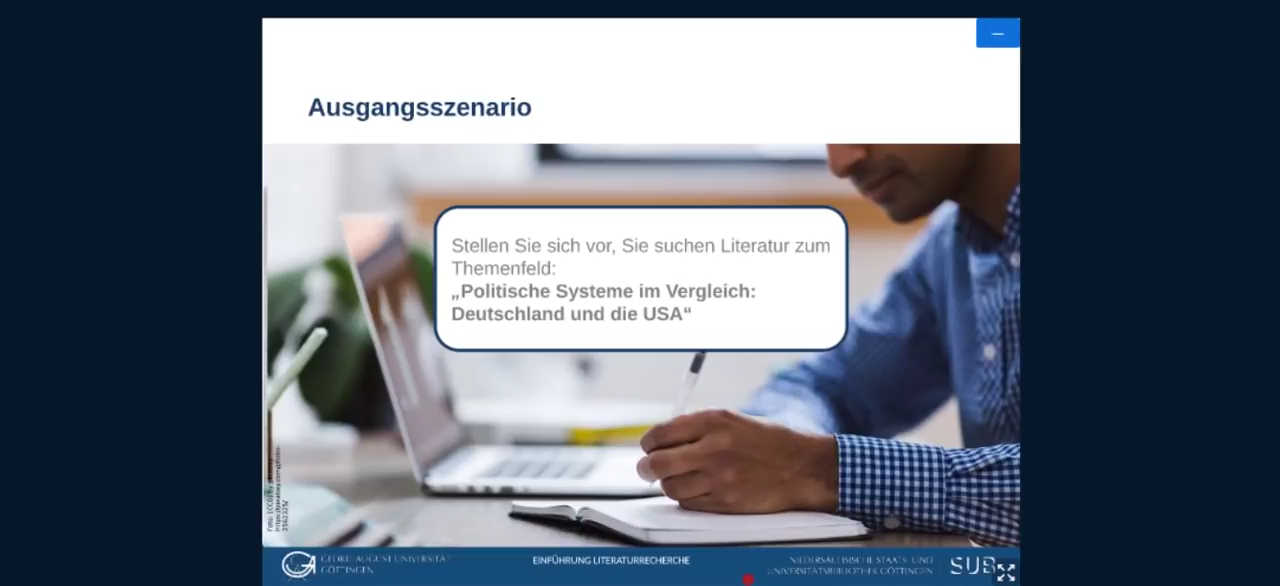 Ausgangsszenario
Stellen Sie sich vor, Sie suchen Literatur zum
Themenfeld:
„Politische Systeme im Vergleich:
Deutschland und die USA“
GEORG-AUGUST-UNIVERSITÄT
GÖTTINGEN
EINFÜHRUNG LITERATURRECHERCHE
NIEDERSÄCHSISCHE STAATS- UND
UNIVERSITÄTSBIBLIOTHEK GÖTTINGEN
SUB